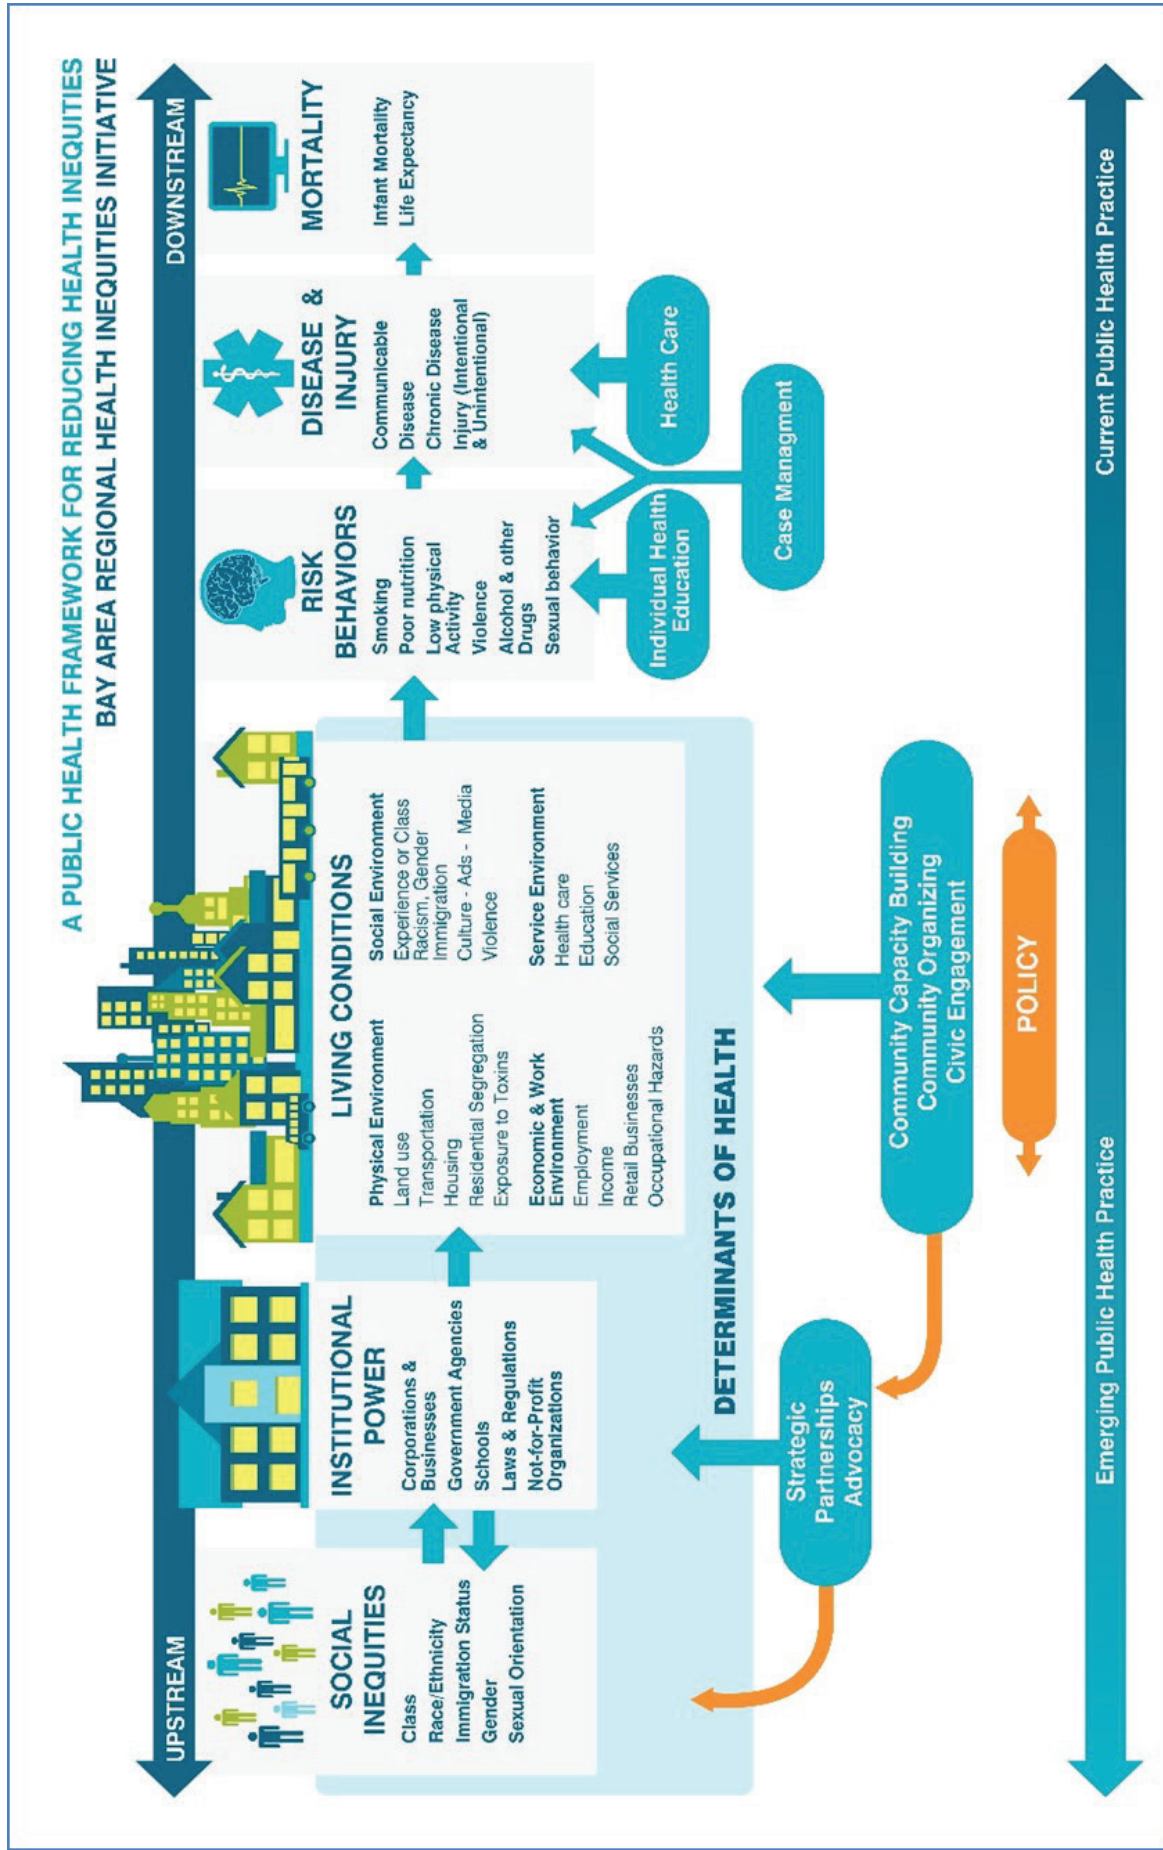 A PUBLIC HEALTH FRAMEWORK FOR REDUCING HEALTH INEQUITIES
BAY AREA REGIONAL HEALTH INEQUITIES INITIATIVE
UPSTREAM
DOWNSTREAM
SOCIAL
INEQUITIES
Class
Race/Ethnicity
Immigration Status
Gender
Sexual Orientation
INSTITUTIONAL
POWER
Corporations &
Businesses
Government Agencies
Schools
Laws & Regulations
Not-for-Profit
Organizations
LIVING CONDITIONS
Physical Environment
Land use
Transportation
Housing
Residential Segregation
Exposure to Toxins
Economic & Work
Environment
Employment
Income
Retail Businesses
Occupational Hazards
Social Environment
Experience or Class
Racism, Gender
Immigration
Culture - Ads - Media
Violence
Service Environment
Health care
Education
Social Services
RISK
BEHAVIORS
Smoking
Poor nutrition
Low physical
Activity
Violence
Alcohol & other
Drugs
Sexual behavior
DISEASE &
INJURY
Communicable
Disease
Chronic Disease
Injury (Intentional
& Unintentional)
MORTALITY
Infant Mortality
Life Expectancy
DETERMINANTS OF HEALTH
Strategic
Partnerships
Advocacy
Community Capacity Building
Community Organizing
Civic Engagement
Individual Health
Education
Health Care
Case Managment
POLICY
Emerging Public Health Practice
Current Public Health Practice